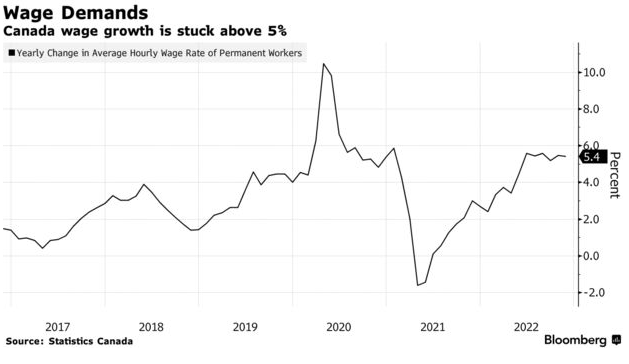 Wage Demands
Canada wage growth is stuck above 5%
Yearly Change in Average Hourly Wage Rate of Permanent Workers
10.0
8.0
6.0
5.4
4.0
2.0
0.0
-2.0
Percent
2017 2018 2019 2020 2021 2022
Source: Statistics Canada
Bloomberg